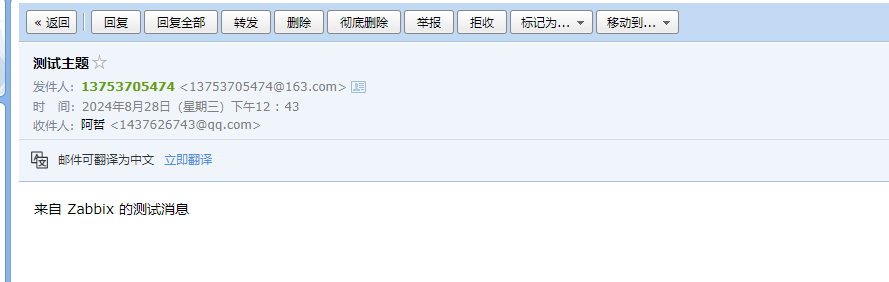 « 返回 回复 回复全部 转发 删除 彻底删除 举报 拒收 标记为... 移动到...
测试主题
发件人：13753705474 <13753705474@163.com>
时　间：2024年8月28日（星期三）下午12：43
收件人：阿哲 <1437626743@qq.com>
邮件可翻译为中文 立即翻译
来自 Zabbix 的测试消息